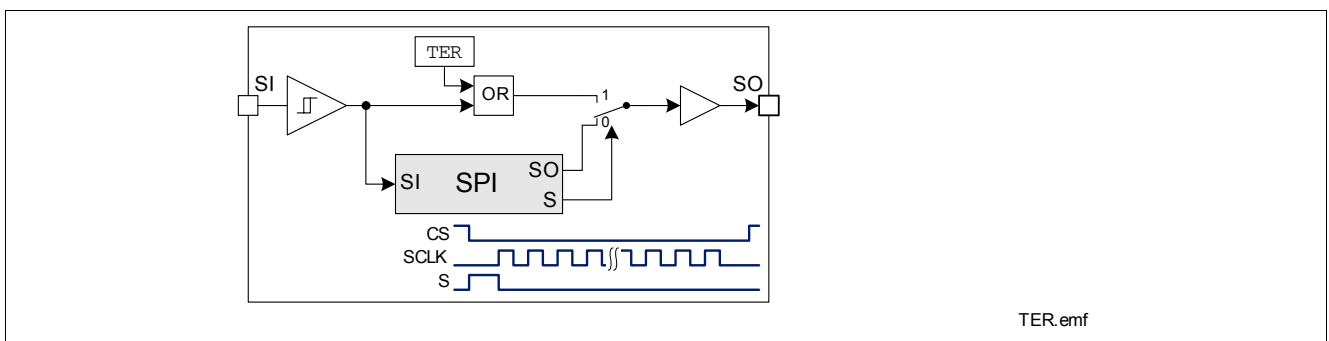 TER
SI
SO
OR
1
0
SI SPI SO
S
CS
SCLK
S
TER.emf